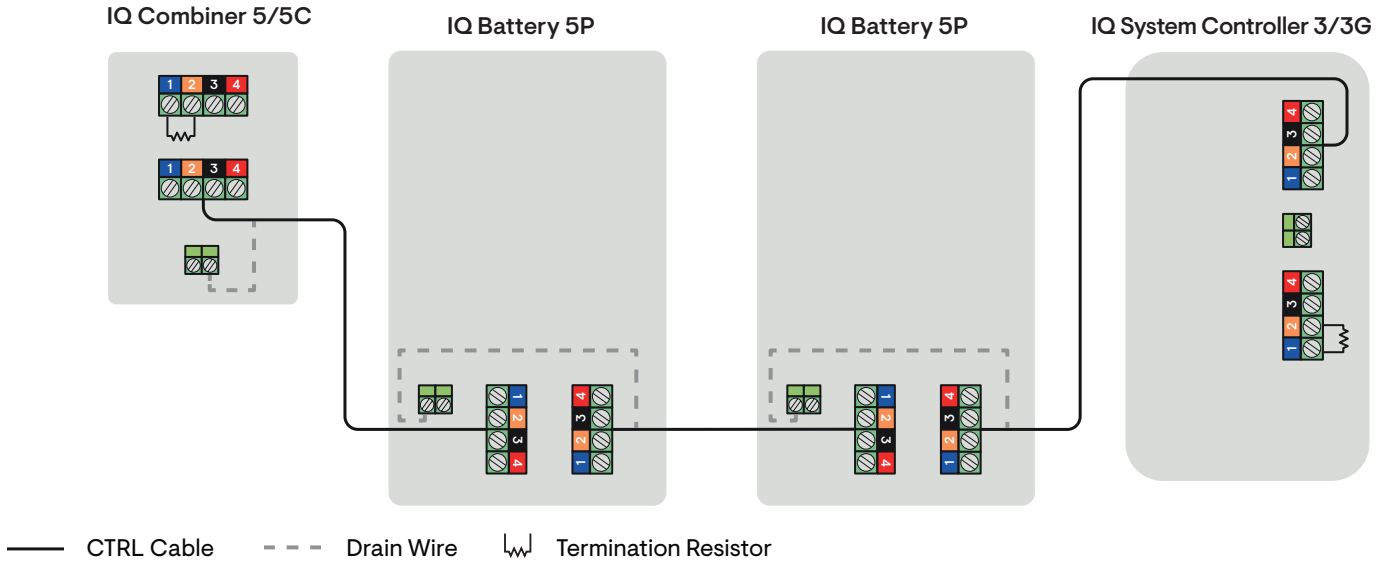 IQ Combiner 5/5C
IQ Battery 5P
IQ Battery 5P
IQ System Controller 3/3G
1 2 3 4
1 2 3 4
1
2
3
4
4
3
2
1
1
2
3
4
4
3
2
1
4
3
2
1
4
3
2
1
CTRL Cable
Drain Wire
Termination Resistor